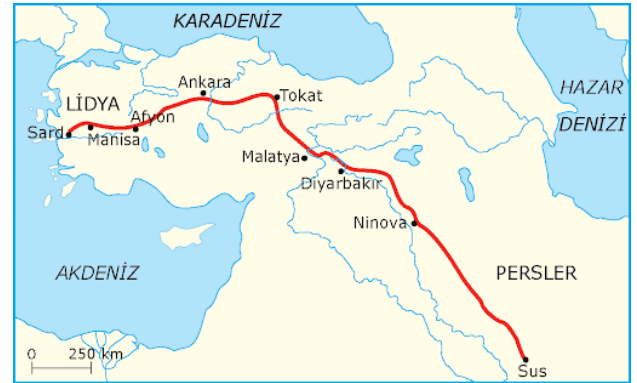 KARADENİZ
Ankara
HAZAR
DENİZİ
LİDYA
Tokat
Afyon
Sard
Manisa
Malatya
Diyarbakır
Ninova
AKDENİZ
PERSLER
0 250 km
Sus